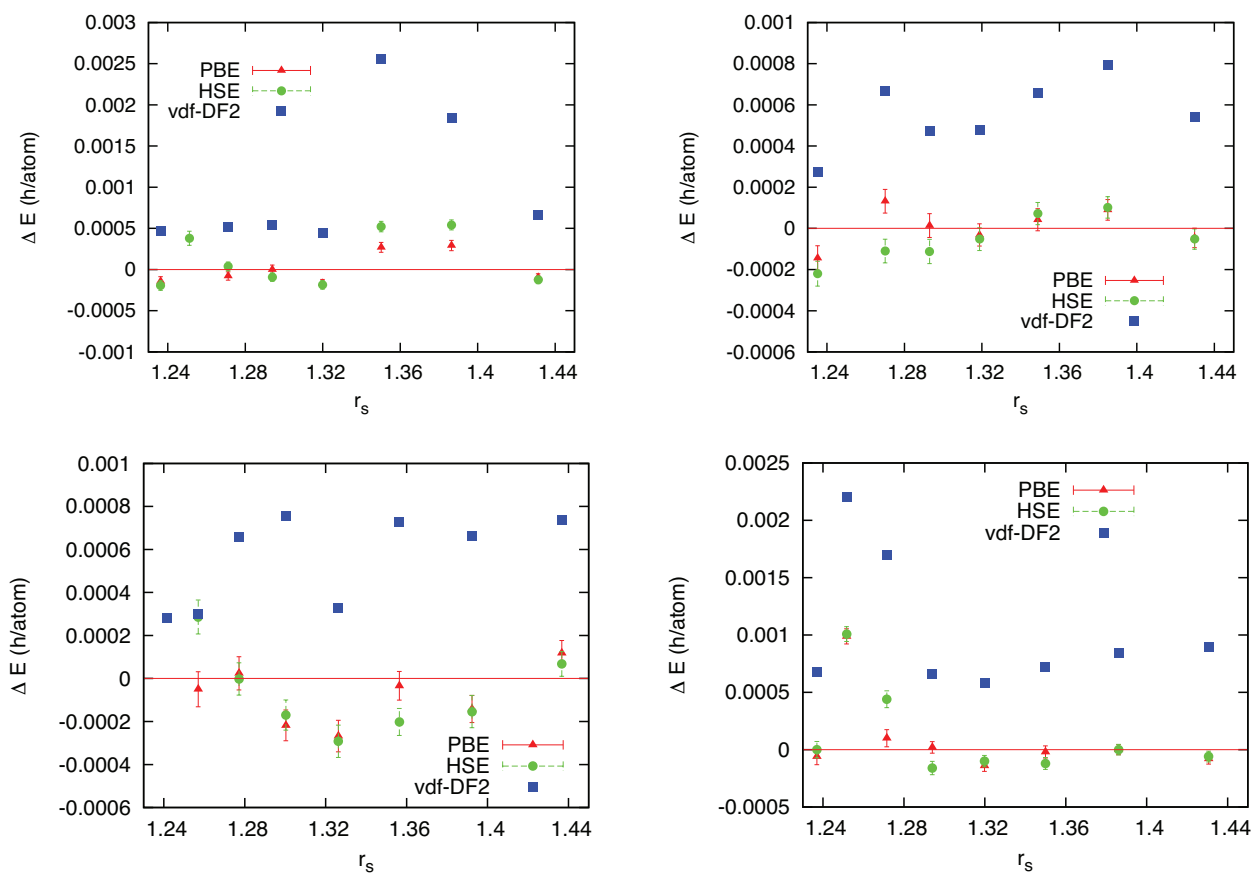 0.003
0.0025
0.002
0.0015
0.001
0.0005
0
-0.0005
-0.001
Δ E (h/atom)
PBE
HSE
vdf-DF2
1.24 1.28 1.32 1.36 1.4 1.44
r_s
0.001
0.0008
0.0006
0.0004
0.0002
0
-0.0002
-0.0004
-0.0006
Δ E (h/atom)
PBE
HSE
vdf-DF2
1.24 1.28 1.32 1.36 1.4 1.44
r_s
0.001
0.0008
0.0006
0.0004
0.0002
0
-0.0002
-0.0004
-0.0006
Δ E (h/atom)
PBE
HSE
vdf-DF2
1.24 1.28 1.32 1.36 1.4 1.44
r_s
0.0025
0.002
0.0015
0.001
0.0005
0
-0.0005
Δ E (h/atom)
PBE
HSE
vdf-DF2
1.24 1.28 1.32 1.36 1.4 1.44
r_s